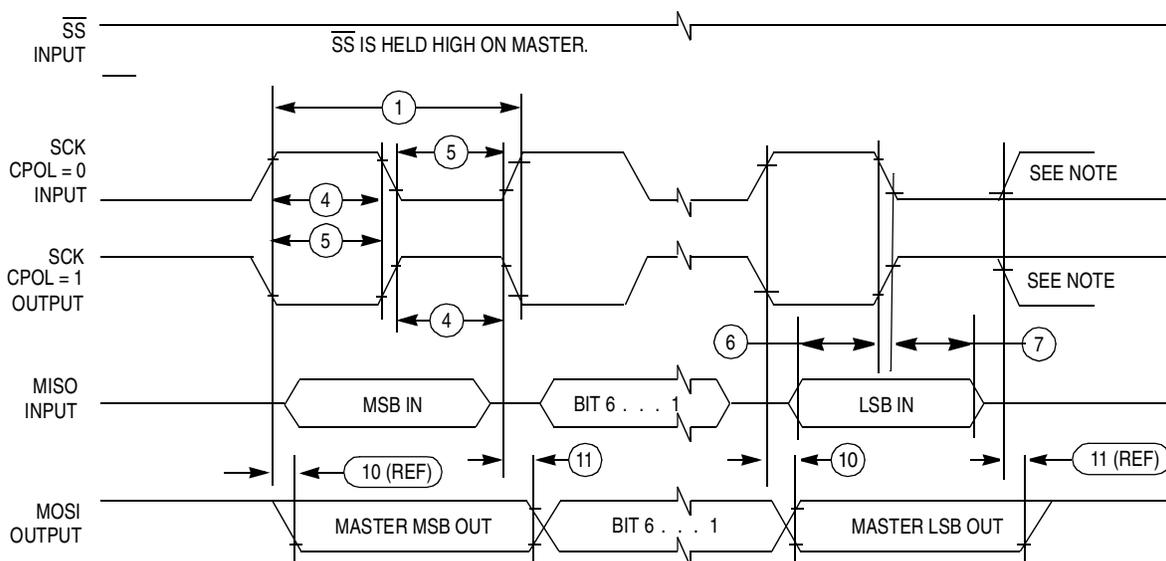 SS
INPUT
SS IS HELD HIGH ON MASTER.
1
SCK
CPOL = 0
INPUT
5
SEE NOTE
4
SCK
CPOL = 1
OUTPUT
5
SEE NOTE
4
6
7
MISO
INPUT
MSB IN
BIT 6 . . . 1
LSB IN
10 (REF)
11
10
11 (REF)
MOSI
OUTPUT
MASTER MSB OUT
BIT 6 . . . 1
MASTER LSB OUT